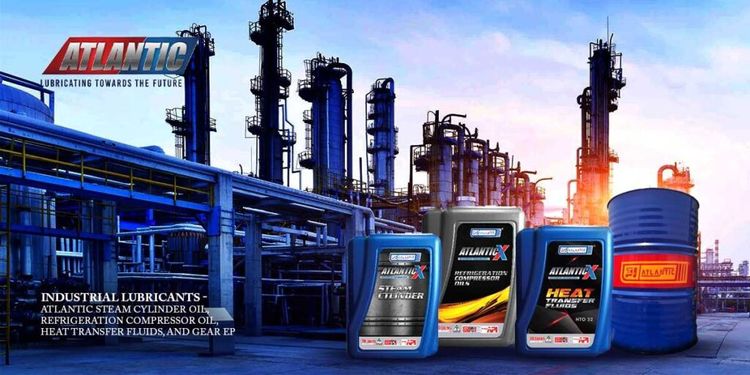 ATLANTIC
LUBRICATING TOWARDS THE FUTURE
INDUSTRIAL LUBRICANTS -
ATLANTIC STEAM CYLINDER OIL,
REFRIGERATION COMPRESSOR OIL,
HEAT TRANSFER FLUIDS, AND GEAR EP
ATLANTIC X
STEAM
CYLINDER
ATLANTIC X
REFRIGERATION
COMPRESSOR
OILS
ATLANTIC X
HEAT
TRANSFER
FLUIDS
HTO 32
ATLANTIC